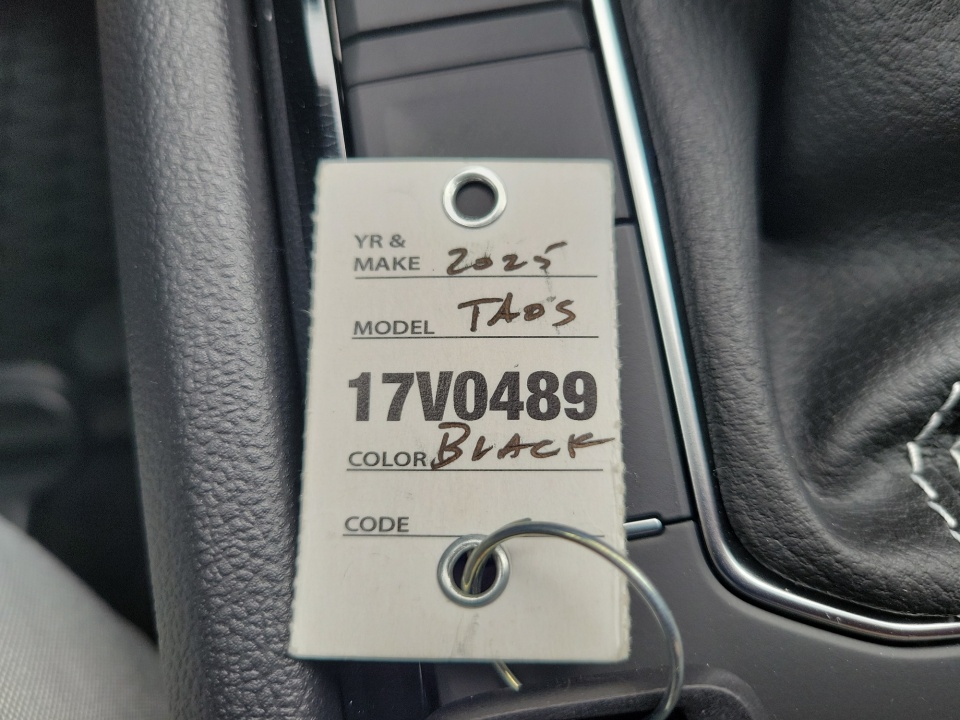 YR &
MAKE 2025
MODEL TAOS
17V0489
COLOR BLACK
CODE